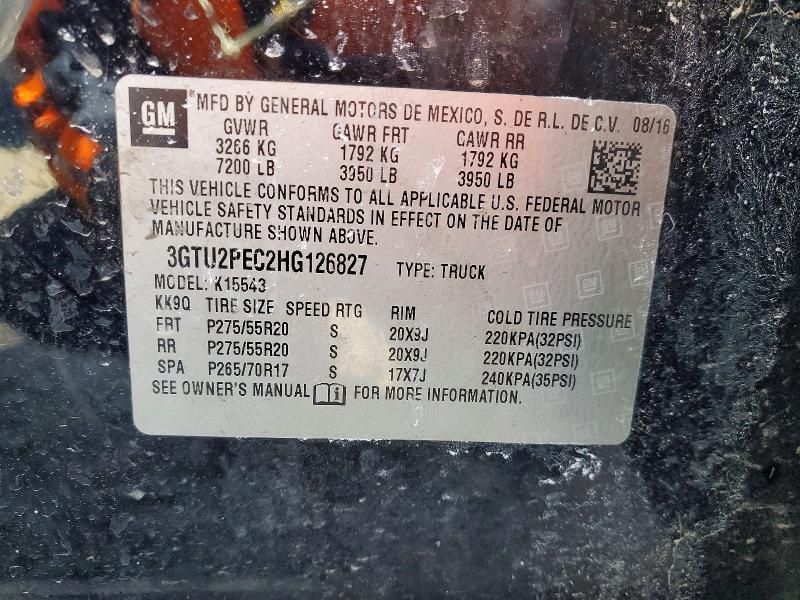 GM ®MFD BY GENERAL MOTORS DE MEXICO, S. DE R.L. DE C.V. 08/16
GVWR GAWR FRT GAWR RR
3266 KG 1792 KG 1792 KG
7200 LB 3950 LB 3950 LB
THIS VEHICLE CONFORMS TO ALL APPLICABLE U.S. FEDERAL MOTOR
VEHICLE SAFETY STANDARDS IN EFFECT ON THE DATE OF
MANUFACTURE SHOWN ABOVE.
3GTU2PEC2HG126827 TYPE: TRUCK
MODEL: K15543
KK9Q TIRE SIZE SPEED RTG RIM COLD TIRE PRESSURE
FRT P275/55R20 S 20X9J 220KPA(32PSI)
RR P275/55R20 S 20X9J 220KPA(32PSI)
SPA P265/70R17 S 17X7J 240KPA(35PSI)
SEE OWNER'S MANUAL FOR MORE INFORMATION.